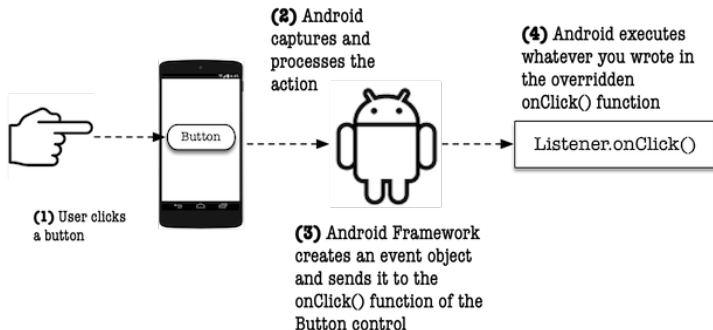 (1) User clicks
a button
Button
(2) Android
captures and
processes the
action
(3) Android Framework
creates an event object
and sends it to the
onClick() function of the
Button control
(4) Android executes
whatever you wrote in
the overridden
onClick() function
Listener.onClick()